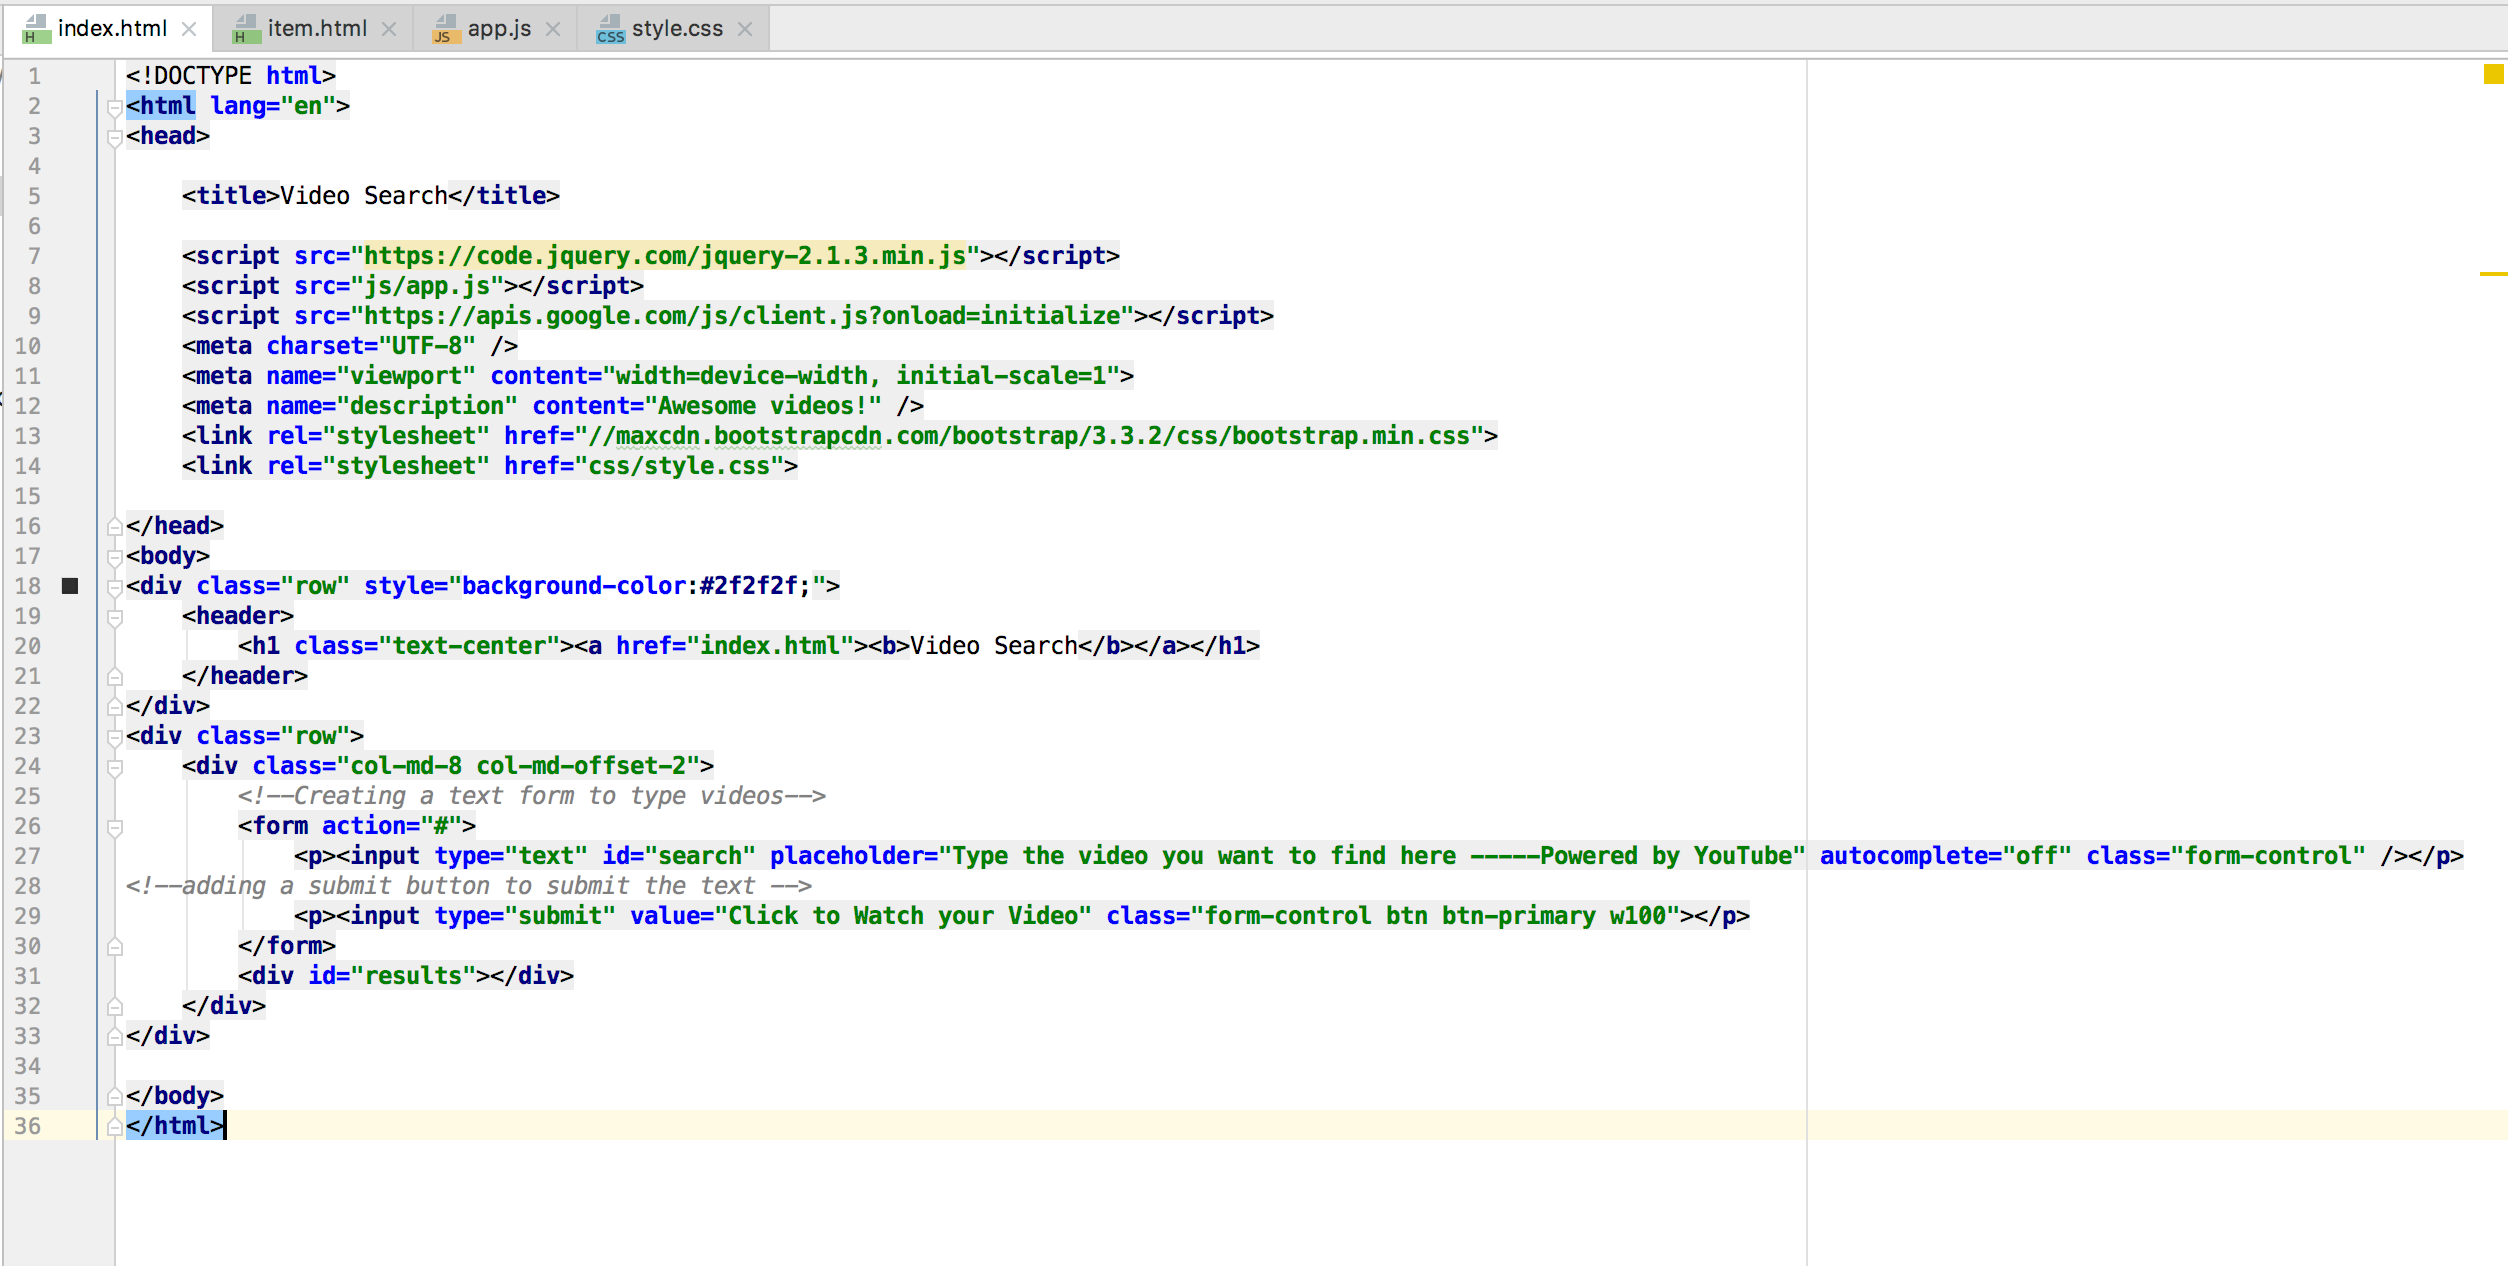 index.html item.html app.js style.css
1 <!DOCTYPE html>
2 <html lang="en">
3 <head>
4
5 <title>Video Search</title>
6
7 <script src="https://code.jquery.com/jquery-2.1.3.min.js"></script>
8 <script src="js/app.js"></script>
9 <script src="https://apis.google.com/js/client.js?onload=initialize"></script>
10 <meta charset="UTF-8" />
11 <meta name="viewport" content="width=device-width, initial-scale=1">
12 <meta name="description" content="Awesome videos!" />
13 <link rel="stylesheet" href="//maxcdn.bootstrapcdn.com/bootstrap/3.3.2/css/bootstrap.min.css">
14 <link rel="stylesheet" href="css/style.css">
15
16 </head>
17 <body>
18 <div class="row" style="background-color:#2f2f2f;">
19 <header>
20 <h1 class="text-center"><a href="index.html"><b>Video Search</b></a></h1>
21 </header>
22 </div>
23 <div class="row">
24 <div class="col-md-8 col-md-offset-2">
25 <!--Creating a text form to type videos-->
26 <form action="#">
27 <p><input type="text" id="search" placeholder="Type the video you want to find here -----Powered by YouTube" autocomplete="off" class="form-control" /></p>
28 <!--adding a submit button to submit the text -->
29 <p><input type="submit" value="Click to Watch your Video" class="form-control btn btn-primary w100"></p>
30 </form>
31 <div id="results"></div>
32 </div>
33 </div>
34
35 </body>
36 </html>